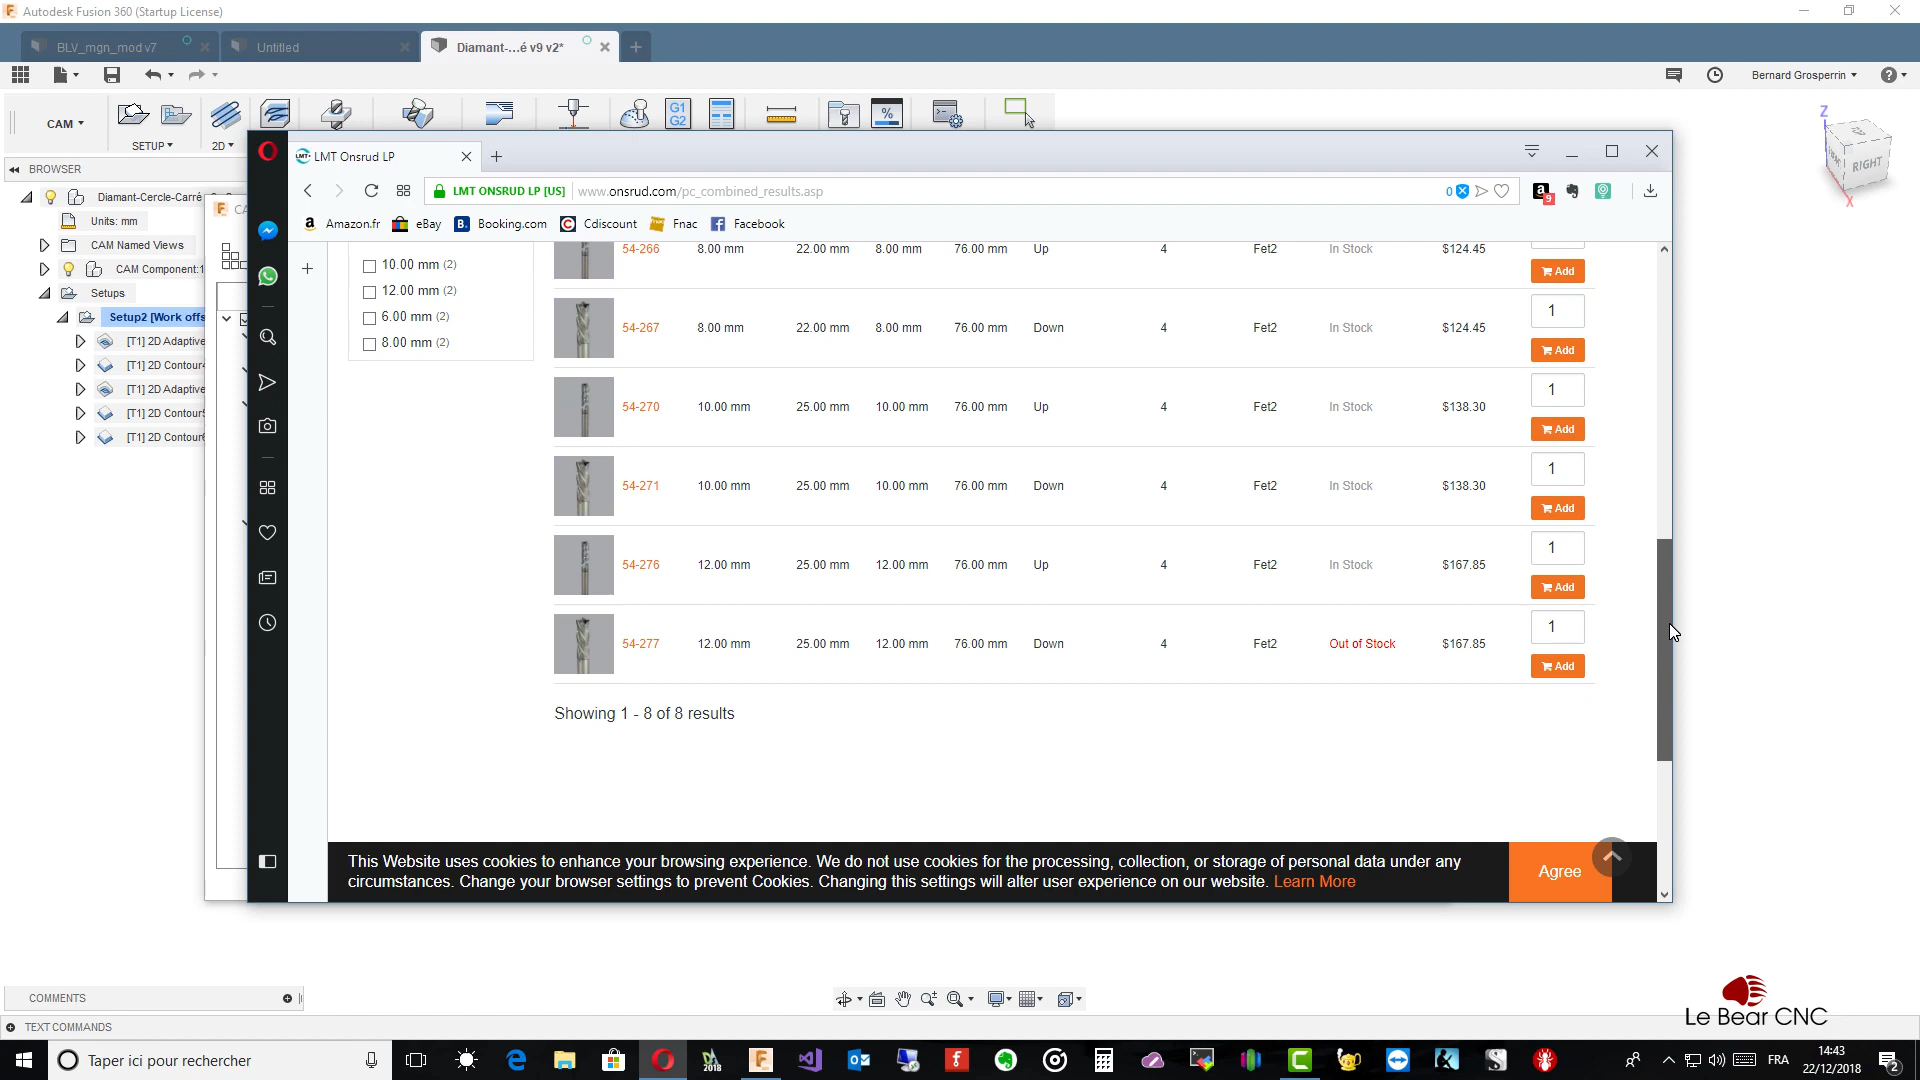 Autodesk Fusion 360 (Startup License)
BLV_mgn_mod v7
Untitled
Diamant-...é v9 v2*
Bernard Grosperrin
CAM
SETUP
2D
G1
G2
%
Z
RIGHT
X
BROWSER
Diamant-Cercle-Carré
Units: mm
CAM Named Views
CAM Component:1
Setups
Setup2 [Work offs
[T1] 2D Adaptive
[T1] 2D Contour
[T1] 2D Adaptive
[T1] 2D Contour5
[T1] 2D Contour6
LMT Onsrud LP
LMT ONSRUD LP [US] www.onsrud.com/pc_combined_results.asp
0
9
Amazon.fr eBay Booking.com Cdiscount Fnac Facebook
10.00 mm (2)
12.00 mm (2)
6.00 mm (2)
8.00 mm (2)
54-266 8.00 mm 22.00 mm 8.00 mm 76.00 mm Up 4 Fet2 In Stock $124.45
Add
54-267 8.00 mm 22.00 mm 8.00 mm 76.00 mm Down 4 Fet2 In Stock $124.45 1
Add
54-270 10.00 mm 25.00 mm 10.00 mm 76.00 mm Up 4 Fet2 In Stock $138.30 1
Add
54-271 10.00 mm 25.00 mm 10.00 mm 76.00 mm Down 4 Fet2 In Stock $138.30 1
Add
54-276 12.00 mm 25.00 mm 12.00 mm 76.00 mm Up 4 Fet2 In Stock $167.85 1
Add
54-277 12.00 mm 25.00 mm 12.00 mm 76.00 mm Down 4 Fet2 Out of Stock $167.85 1
Add
Showing 1 - 8 of 8 results
This Website uses cookies to enhance your browsing experience. We do not use cookies for the processing, collection, or storage of personal data under any
circumstances. Change your browser settings to prevent Cookies. Changing this settings will alter user experience on our website. Learn More
Agree
COMMENTS
TEXT COMMANDS
Le Bear CNC
Taper ici pour rechercher
2018
FRA
14:43
22/12/2018
2